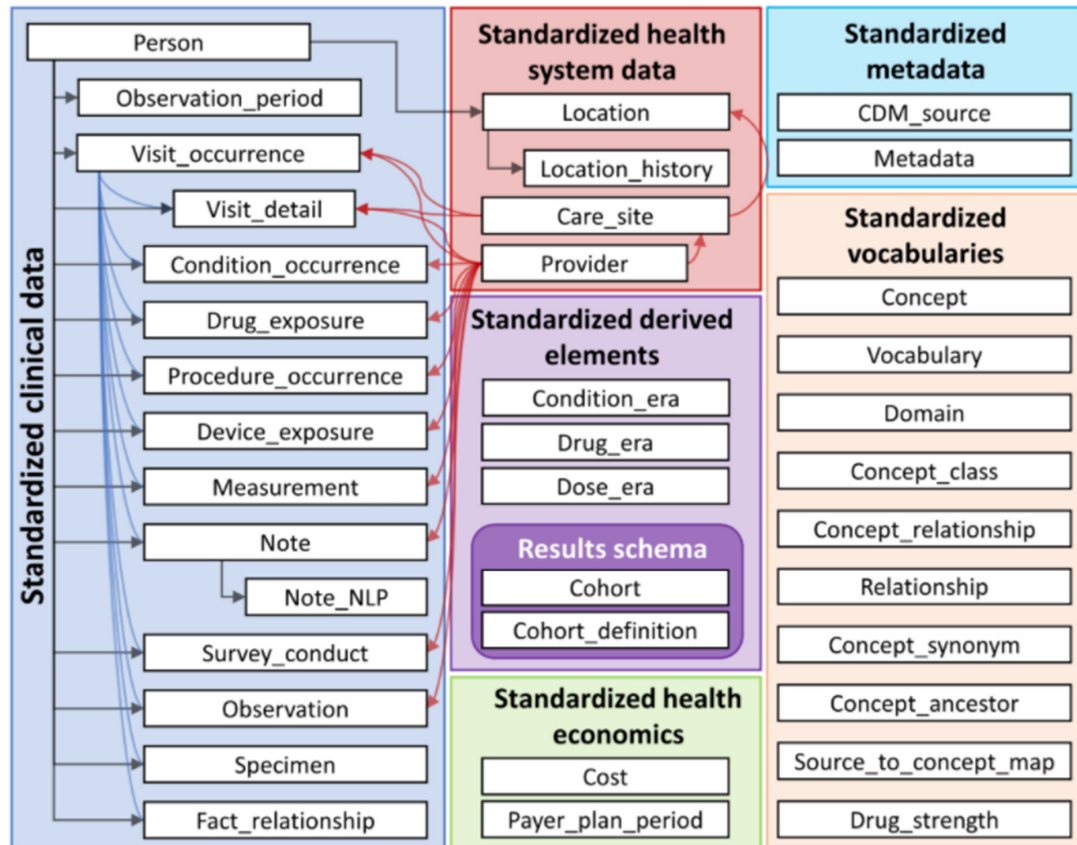 Standardized clinical data
Person
Observation_period
Visit_occurrence
Visit_detail
Condition_occurrence
Drug_exposure
Procedure_occurrence
Device_exposure
Measurement
Note
Note_NLP
Survey_conduct
Observation
Specimen
Fact_relationship
Standardized health
system data
Location
Location_history
Care_site
Provider
Standardized derived
elements
Condition_era
Drug_era
Dose_era
Results schema
Cohort
Cohort_definition
Standardized health
economics
Cost
Payer_plan_period
Standardized
metadata
CDM_source
Metadata
Standardized
vocabularies
Concept
Vocabulary
Domain
Concept_class
Concept_relationship
Relationship
Concept_synonym
Concept_ancestor
Source_to_concept_map
Drug_strength